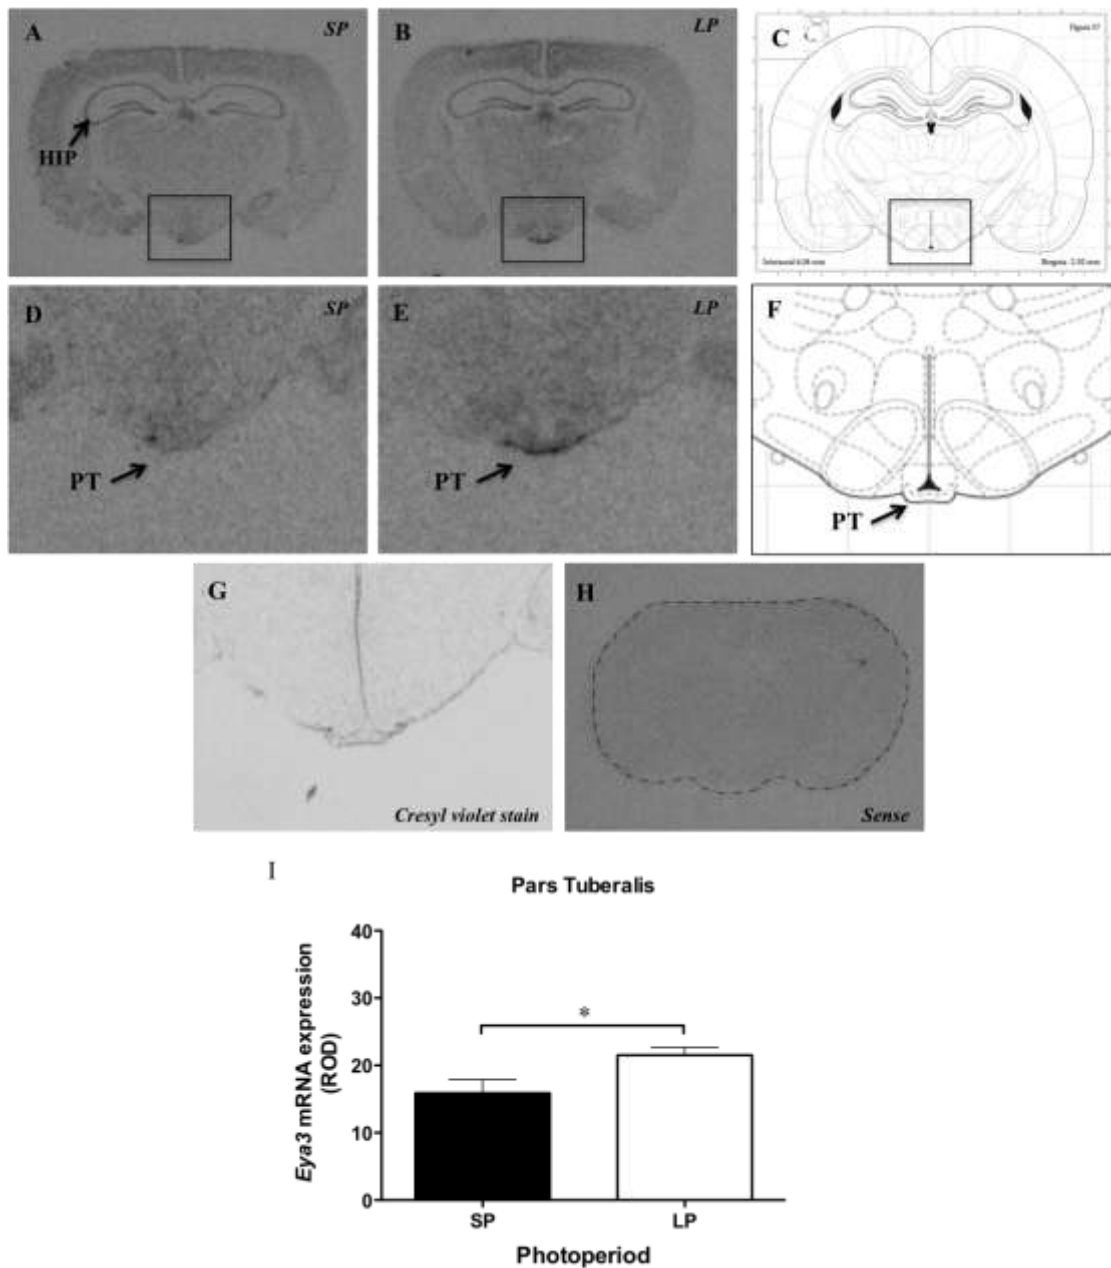 A SP
HIP
B LP
C
D SP
PT
E LP
PT
F
PT
G
Cresyl violet stain
H
Sense
I
Pars Tuberalis
Eya3 mRNA expression
(ROD)
40
30
20
10
0
*
SP LP
Photoperiod